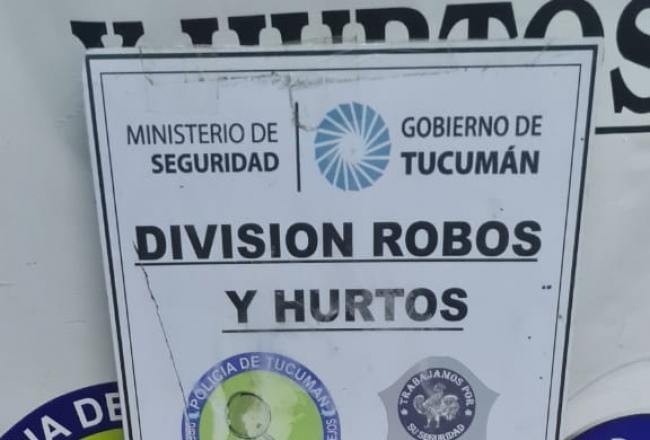 Y HURTOS
MINISTERIO DE
SEGURIDAD
GOBIERNO DE
TUCUMÁN
DIVISION ROBOS
Y HURTOS
POLICIA DE TUCUMAN
TRABAJAMOS POR
SU SEGURIDAD
IA DE